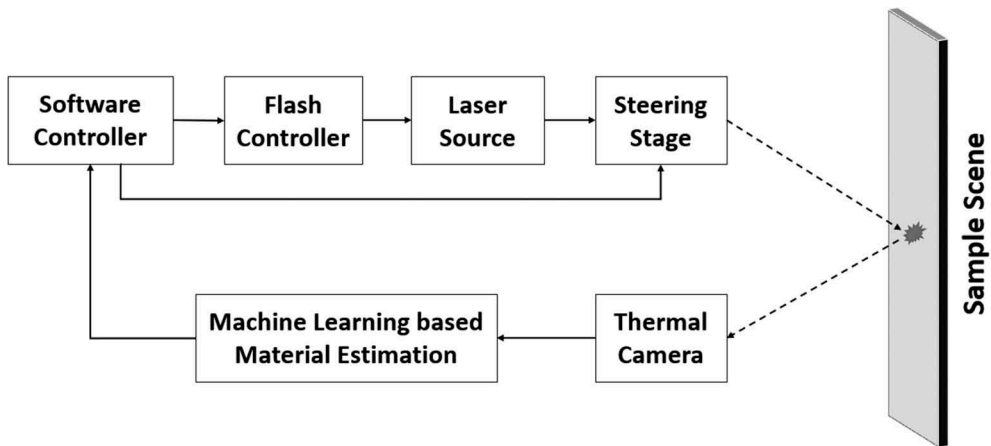 Software
Controller
Flash
Controller
Laser
Source
Steering
Stage
Sample Scene
Machine Learning based
Material Estimation
Thermal
Camera